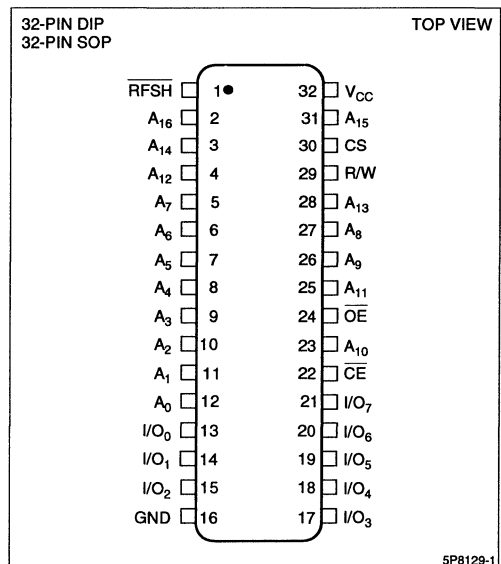 32-PIN DIP
32-PIN SOP
TOP VIEW
RFSH 1 32 VCC
A16 2 31 A15
A14 3 30 CS
A12 4 29 R/W
A7 5 28 A13
A6 6 27 A8
A5 7 26 A9
A4 8 25 A11
A3 9 24 OE
A2 10 23 A10
A1 11 22 CE
A0 12 21 I/O7
I/O0 13 20 I/O6
I/O1 14 19 I/O5
I/O2 15 18 I/O4
GND 16 17 I/O3
5P8129-1